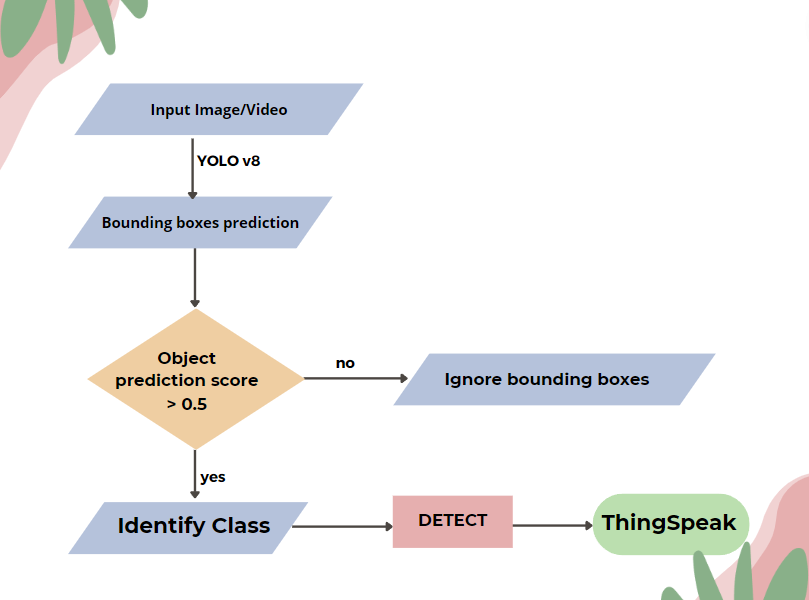 Input Image/Video
YOLO v8
Bounding boxes prediction
Object
prediction score
> 0.5
no
Ignore bounding boxes
yes
Identify Class
DETECT
ThingSpeak